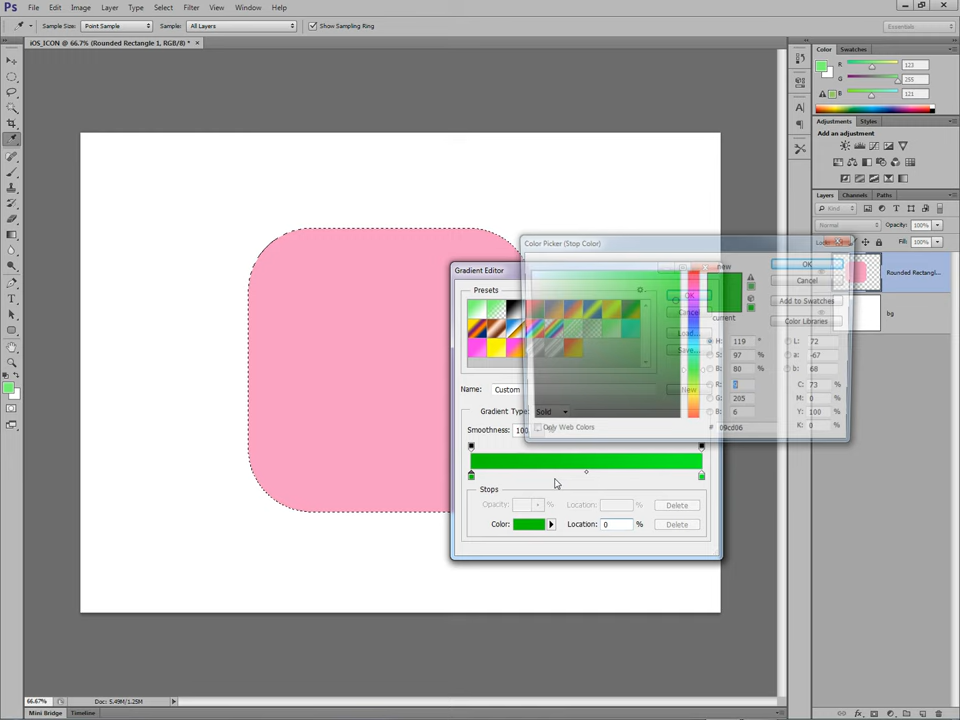 Ps File Edit Image Layer Type Select Filter View Window Help
Sample Size: Point Sample Sample: All Layers Show Sampling Ring Essentials
iOS_ICON @ 66.7% (Rounded Rectangle 1, RGB/8) * ×
Color Swatches
R 123
G 255
B 121
Adjustments Styles
Add an adjustment
Layers Channels Paths
Kind
Normal Opacity: 100%
Fill: 100%
Rounded Rectangl...
bg
Color Picker (Stop Color)
new
current
OK
Cancel
Add to Swatches
Color Libraries
H: 119 °
S: 97 %
B: 80 %
R: 9
G: 205
B: 6
L: 72
a: -67
b: 68
C: 73 %
M: 0 %
Y: 100 %
K: 0 %
# 09cd06
Only Web Colors
Gradient Editor
Presets
OK
Cancel
Load...
Save...
Name: Custom New
Gradient Type: Solid
Smoothness: 100
Stops
Opacity: % Location: % Delete
Color: Location: 0 % Delete
66.67% Doc: 5.49M/1.25M
Mini Bridge Timeline